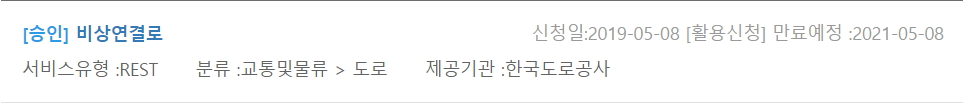 [승인] 비상연결로 신청일:2019-05-08 [활용신청] 만료예정 :2021-05-08
서비스유형 :REST 분류 :교통및물류 > 도로 제공기관 :한국도로공사